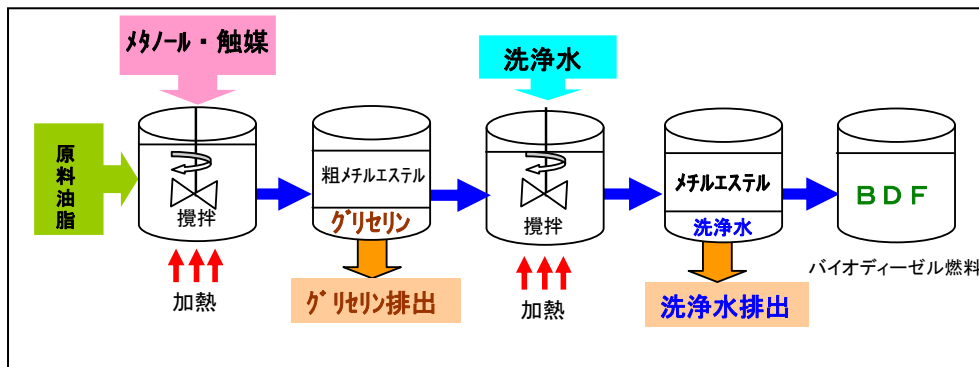 ﾒﾀﾉｰﾙ・触媒
洗浄水
原料油脂
攪拌
加熱
粗ﾒﾁﾙｴｽﾃﾙ
ｸﾞﾘｾﾘﾝ
ｸﾞﾘｾﾘﾝ排出
攪拌
加熱
ﾒﾁﾙｴｽﾃﾙ
洗浄水
洗浄水排出
ＢＤＦ
バイオディーゼル燃料